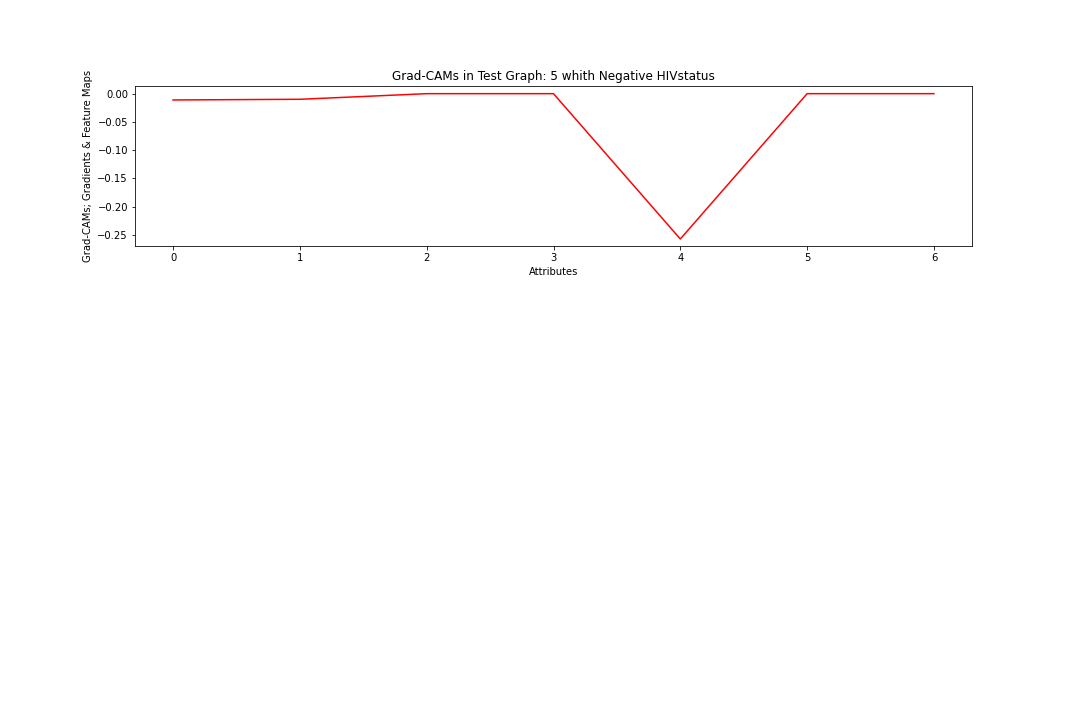 Grad-CAMs in Test Graph: 5 whith Negative HIVstatus
Grad-CAMs; Gradients & Feature Maps
0.00
−0.05
−0.10
−0.15
−0.20
−0.25
0 1 2 3 4 5 6
Attributes